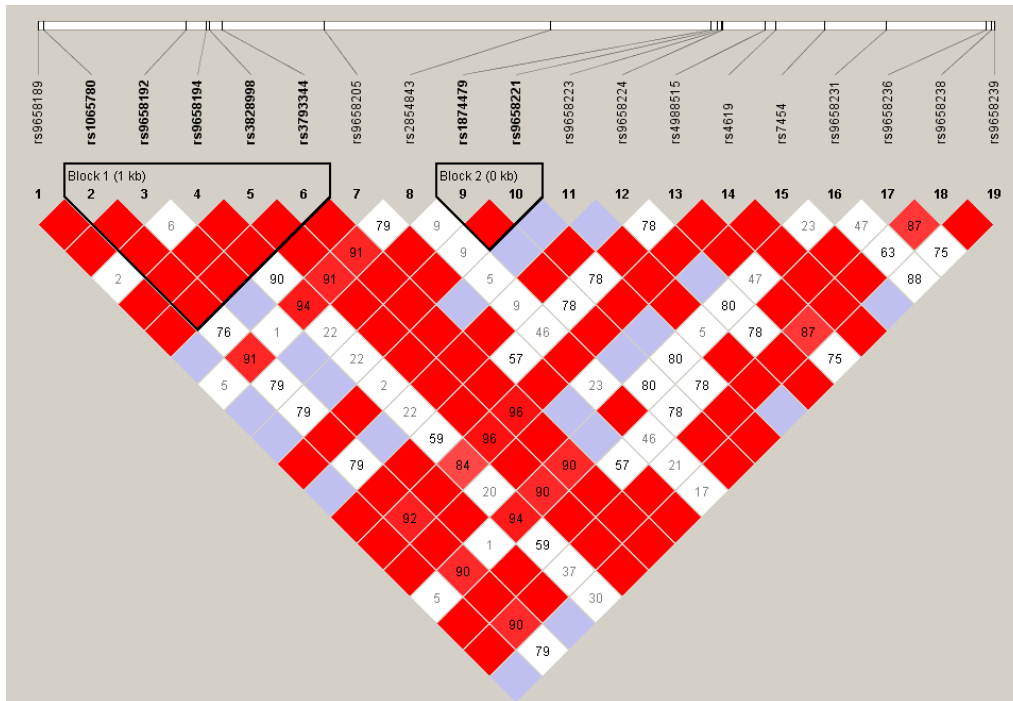 rs9658189
rs1065780
rs9658192
rs9658194
rs3828998
rs3793344
rs9658205
rs2854843
rs1874479
rs9658221
rs9658223
rs9658224
rs4988515
rs4619
rs7454
rs9658231
rs9658236
rs9658238
rs9658239
Block 1 (1 kb) Block 2 (0 kb)
1 2 3 4 5 6 7 8 9 10 11 12 13 14 15 16 17 18 19
6 79 9 78 23 47 87
91 9 63 75
2 90 91 5 78 47 88
94 9 78 80
76 1 22 46 5 78 87
91 22 57 80 75
5 79 2 23 80 78
79 22 96 78
59 96 46
79 84 90 57 21
20 90 17
92 94
1 59
90 37
5 30
90
79